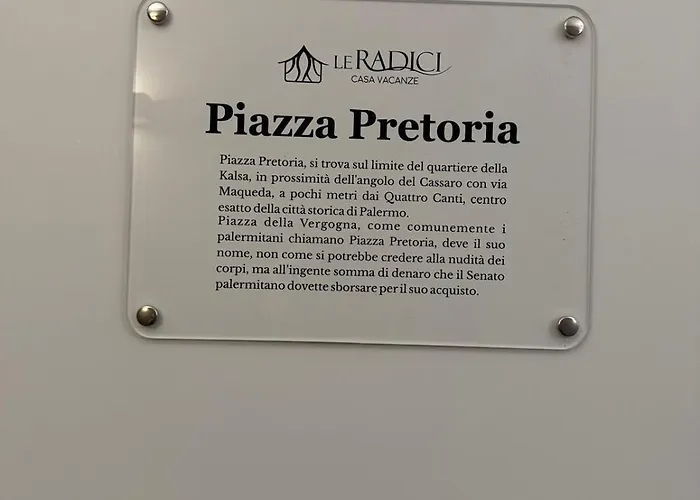 LE RADICI
CASA VACANZE
Piazza Pretoria
Piazza Pretoria, si trova sul limite del quartiere della
Kalsa, in prossimità dell'angolo del Cassaro con via
Maqueda, a pochi metri dai Quattro Canti, centro
esatto della città storica di Palermo.
Piazza della Vergogna, come comunemente i
palermitani chiamano Piazza Pretoria, deve il suo
nome, non come si potrebbe credere alla nudità dei
corpi, ma all'ingente somma di denaro che il Senato
palermitano dovette sborsare per il suo acquisto.